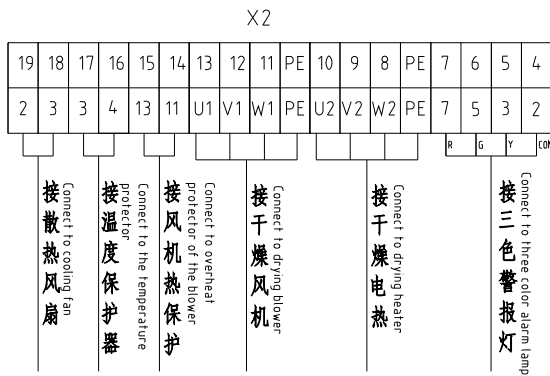 X2
19 18 17 16 15 14 13 12 11 PE 10 9 8 PE 7 6 5 4
2 3 3 4 13 11 U1 V1 W1 PE U2 V2 W2 PE 7 5 3 2
R G Y COM
接散热风扇
Connect to cooling fan
接温度保护器
Connect to the temperature
protector
接风机热保护
Connect to overheat
protector of the blower
接干燥风机
Connect to drying blower
接干燥电热
Connect to drying heater
接三色警报灯
Connect to three color alarm lamp